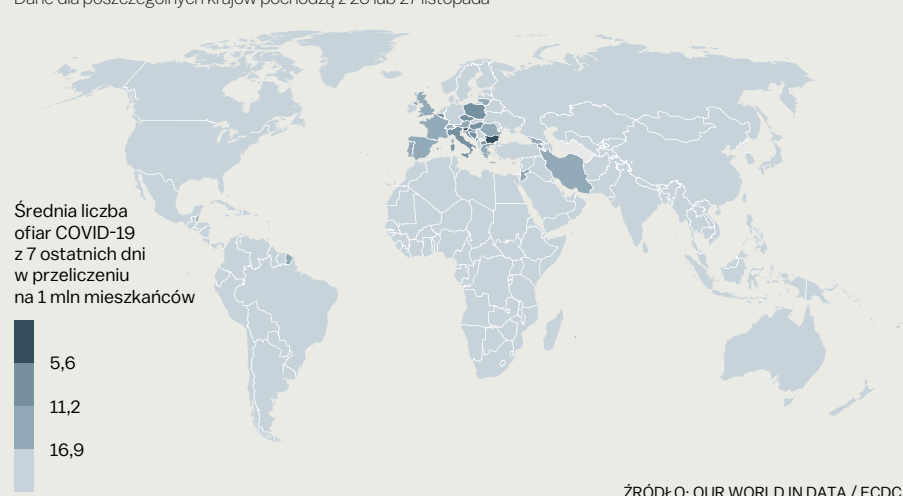 Dane dla poszczególnych krajów pochodzą z 26 lub 27 listopada
Średnia liczba
ofiar COVID-19
z 7 ostatnich dni
w przeliczeniu
na 1 mln mieszkańców
5,6
11,2
16,9
ŹRÓDŁO: OUR WORLD IN DATA / ECDC